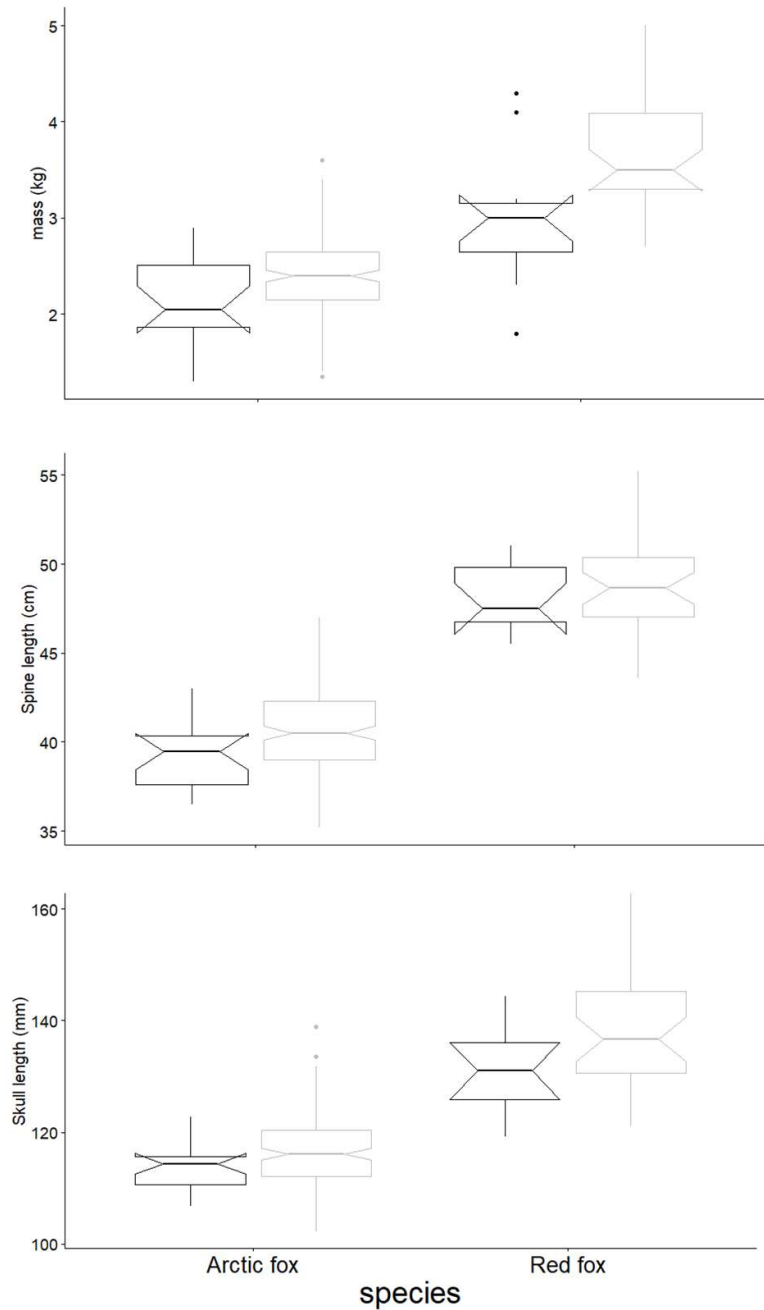 5
4
3
2
mass (kg)
55
50
45
40
35
Spine length (cm)
160
140
120
100
Skull length (mm)
Arctic fox Red fox
species